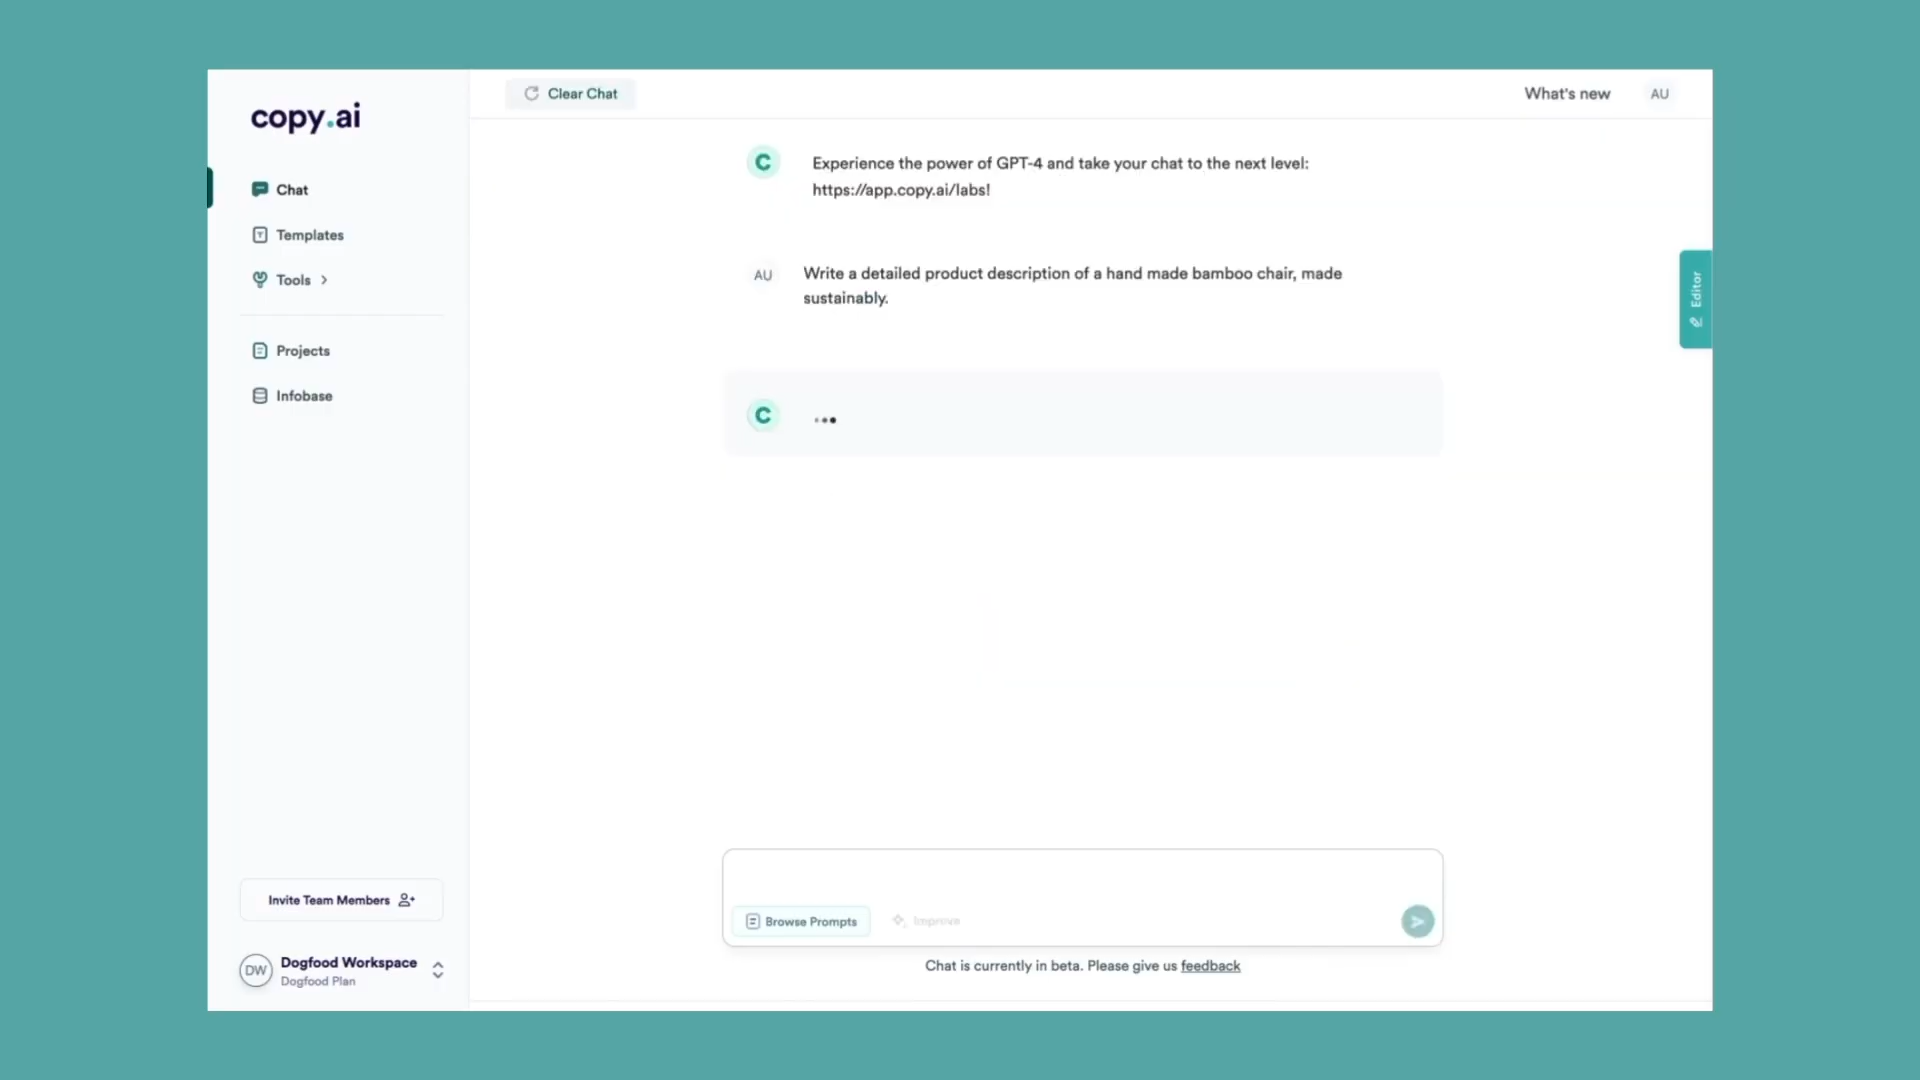 copy.ai
Chat
Templates
Tools
Projects
Infobase
Invite Team Members
DW
Dogfood Workspace
Dogfood Plan
Clear Chat
What's new
AU
C
Experience the power of GPT-4 and take your chat to the next level:
https://app.copy.ai/labs!
AU
Write a detailed product description of a hand made bamboo chair, made
sustainably.
C
Editor
Browse Prompts
Improve
Chat is currently in beta. Please give us feedback